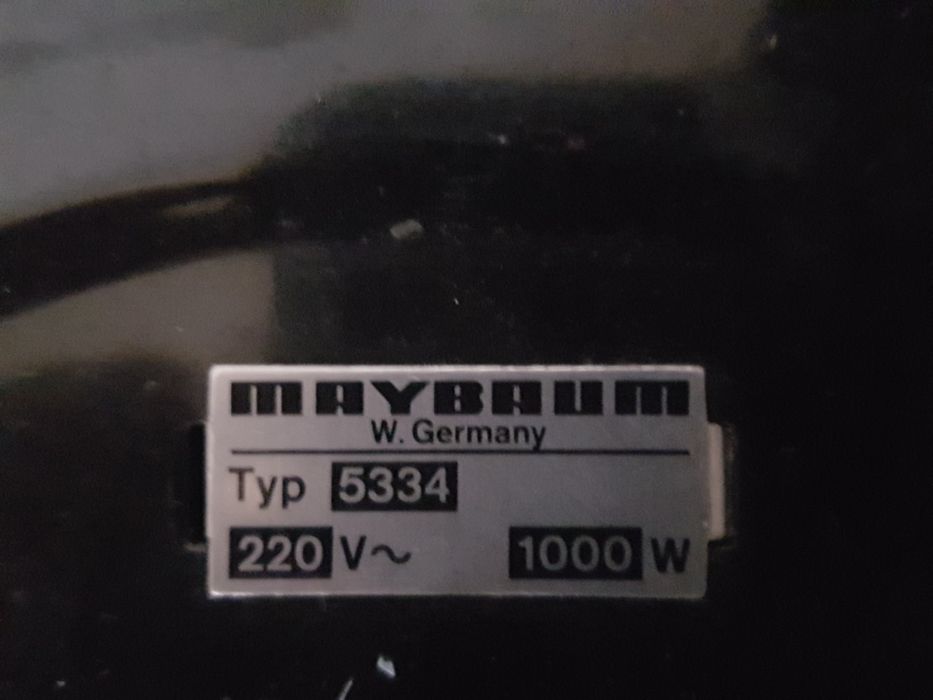 MAYBAUM
W. Germany
Typ 5334
220 V~ 1000 W